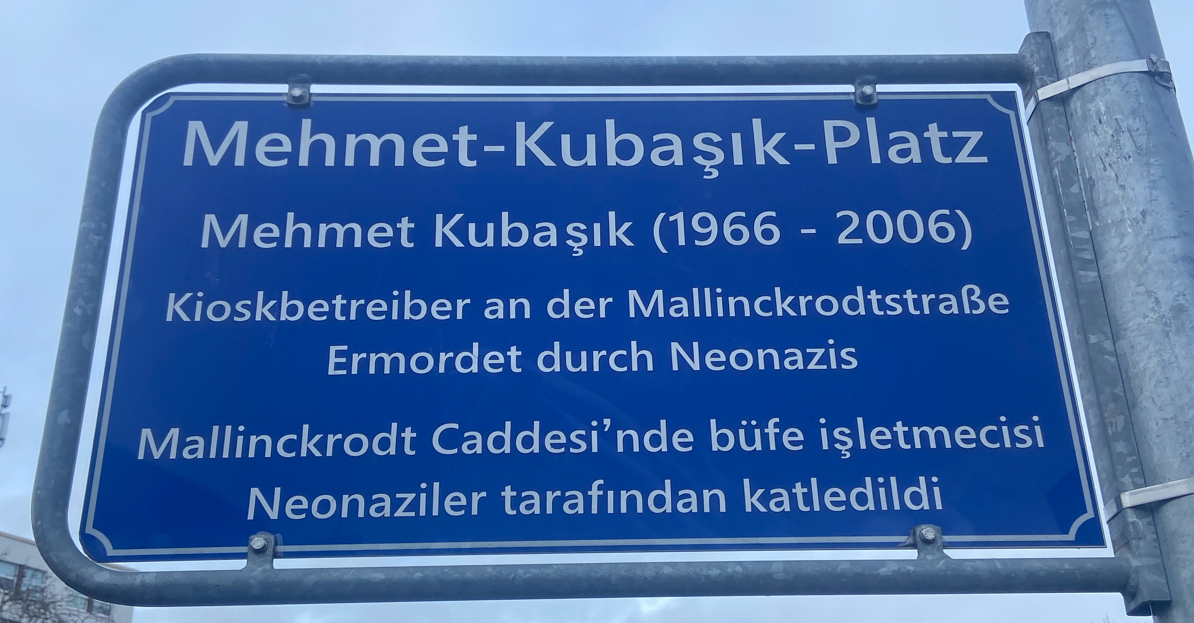 Mehmet-Kubaşık-Platz
Mehmet Kubaşık (1966 - 2006)
Kioskbetreiber an der Mallinckrodtstraße
Ermordet durch Neonazis
Mallinckrodt Caddesi’nde büfe işletmecisi
Neonaziler tarafından katledildi